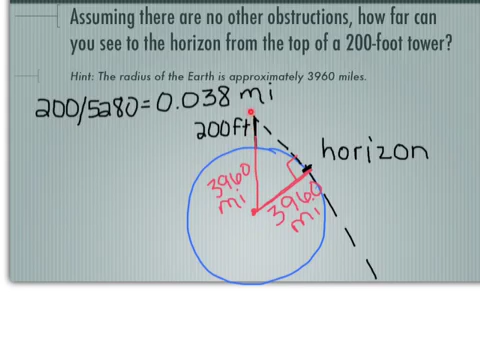 Assuming there are no other obstructions, how far can
you see to the horizon from the top of a 200-foot tower?
Hint: The radius of the Earth is approximately 3960 miles.
200/5280=0.038 mi
200ft
horizon
3960
mi
3960
mi